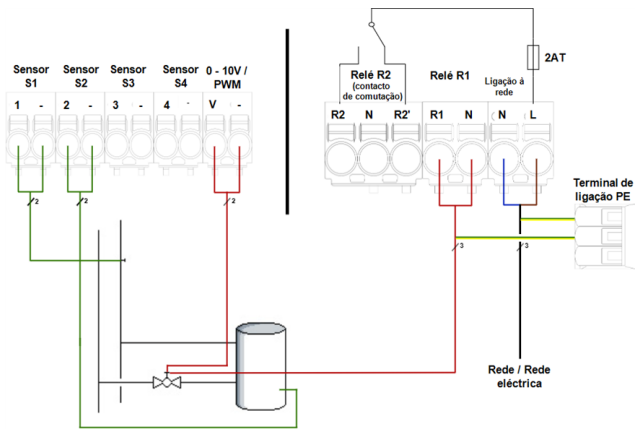 Sensor S1
Sensor S2
Sensor S3
Sensor S4
0 - 10V / PWM
1 - 2 - 3 - 4 - V -
2
2
2
2AT
Relé R2
(contacto
de comutação)
Relé R1
Ligação á
rede
R2 N R2' R1 N N L
Terminal de
ligação PE
3
3
Rede / Rede
eléctrica